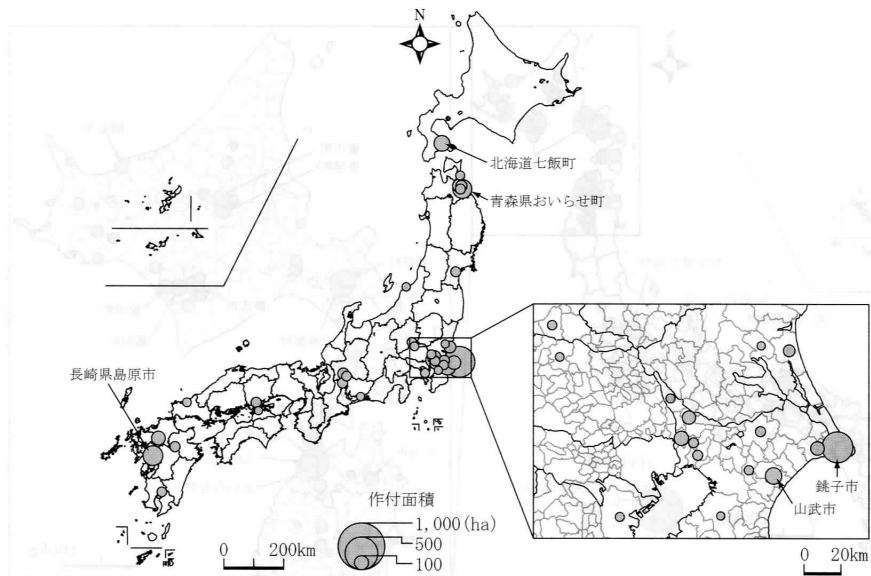 N
北海道七飯町
青森県おいらせ町
長崎県島原市
銚子市
山武市
作付面積
1,000(ha)
500
100
0 200km
0 20km